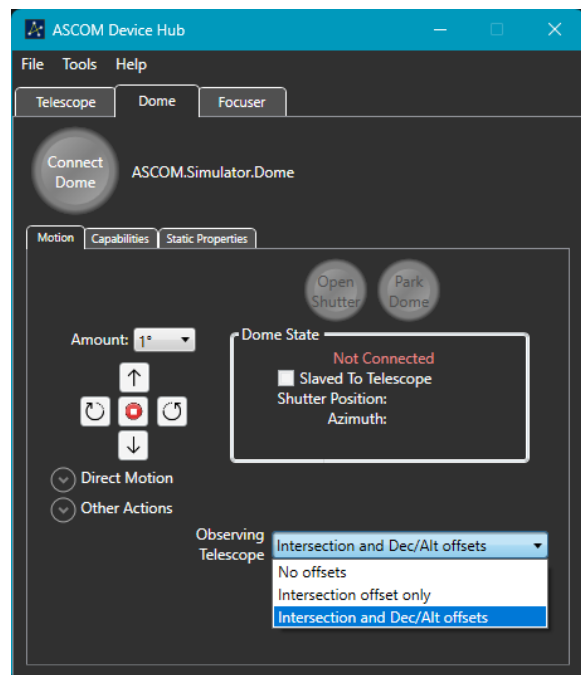 ASCOM Device Hub
File Tools Help
Telescope Dome Focuser
Connect
Dome
ASCOM.Simulator.Dome
Motion Capabilities Static Properties
Open
Shutter
Park
Dome
Amount: 1°
Dome State
Not Connected
Slaved To Telescope
Shutter Position:
Azimuth:
Direct Motion
Other Actions
Observing
Telescope
Intersection and Dec/Alt offsets
No offsets
Intersection offset only
Intersection and Dec/Alt offsets